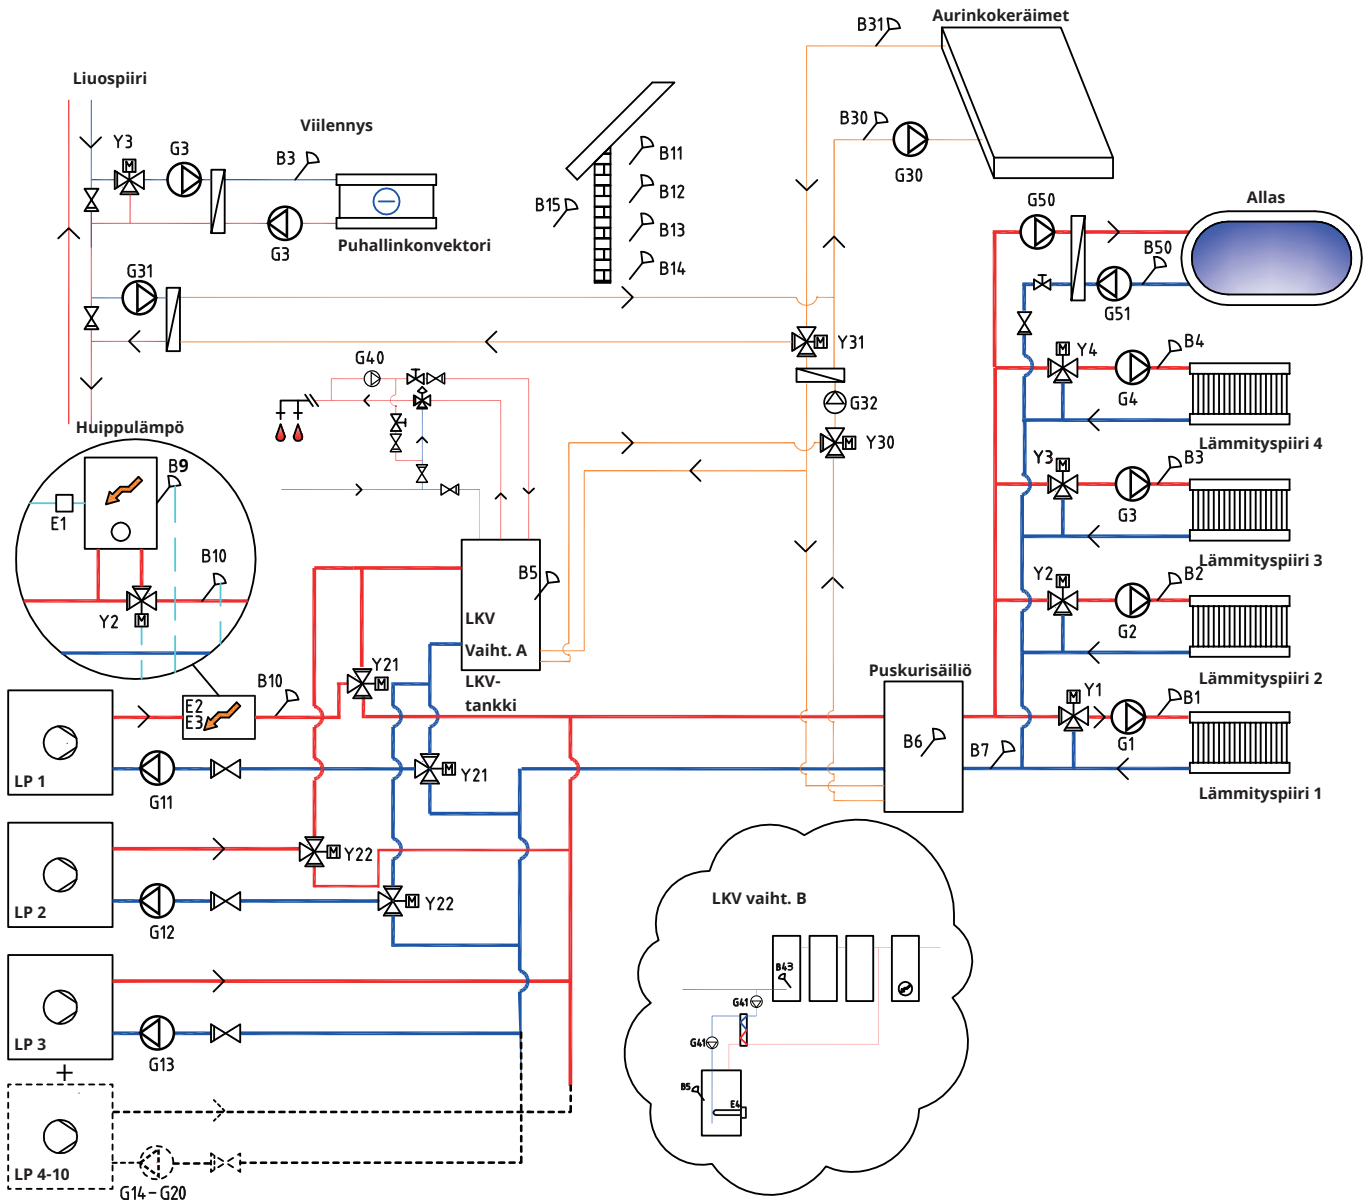 Aurinkokeräimet
B31
Liuospiiri
B30
G30
Viilennys
Y3
G3
B3
B11
B12
B15
B13
B14
G3
Puhallinkonvektori
G50
Allas
B50
G51
G31
Y31
G40
G32
Y30
Y4
B4
G4
Lämmityspiiri 4
Huippulämpö
B9
E1
B10
Y2
Y3
B3
G3
Lämmityspiiri 3
B5
LKV
Vaiht. A
LKV-
tankki
Y2
B2
G2
Lämmityspiiri 2
Puskurisäiliö
B6
B7
Y1
B1
G1
Lämmityspiiri 1
B10
E2
E3
Y21
LP 1
G11
Y21
Y22
LP 2
G12
Y22
LP 3
G13
+
LP 4-10
G14-G20
LKV vaiht. B
B43
G41
G41
B5
E4